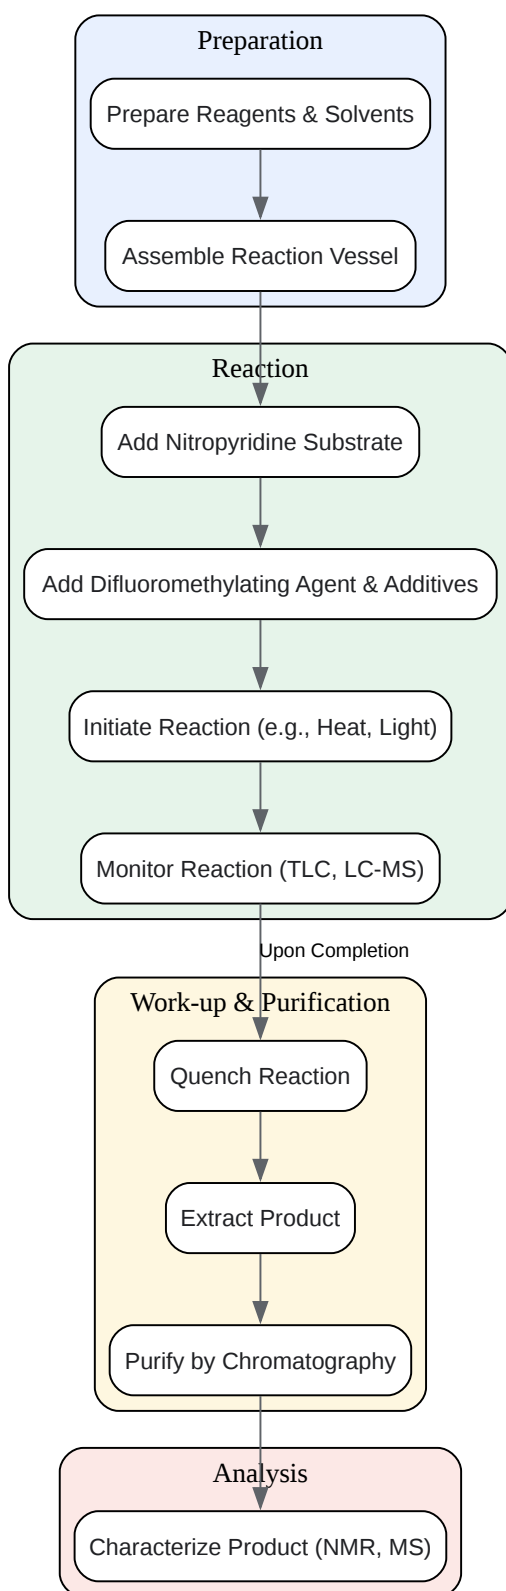 Preparation
Prepare Reagents & Solvents
Assemble Reaction Vessel
Reaction
Add Nitropyridine Substrate
Add Difluoromethylating Agent & Additives
Initiate Reaction (e.g., Heat, Light)
Monitor Reaction (TLC, LC-MS)
Upon Completion
Work-up & Purification
Quench Reaction
Extract Product
Purify by Chromatography
Analysis
Characterize Product (NMR, MS)